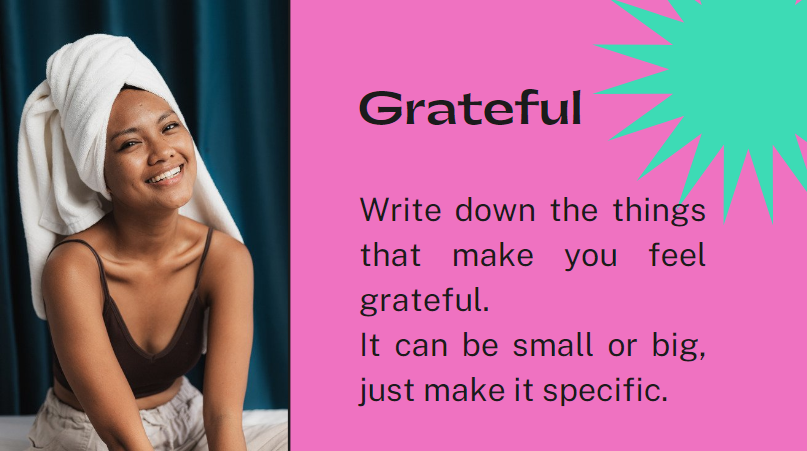 Grateful
Write down the things
that make you feel
grateful.
It can be small or big,
just make it specific.